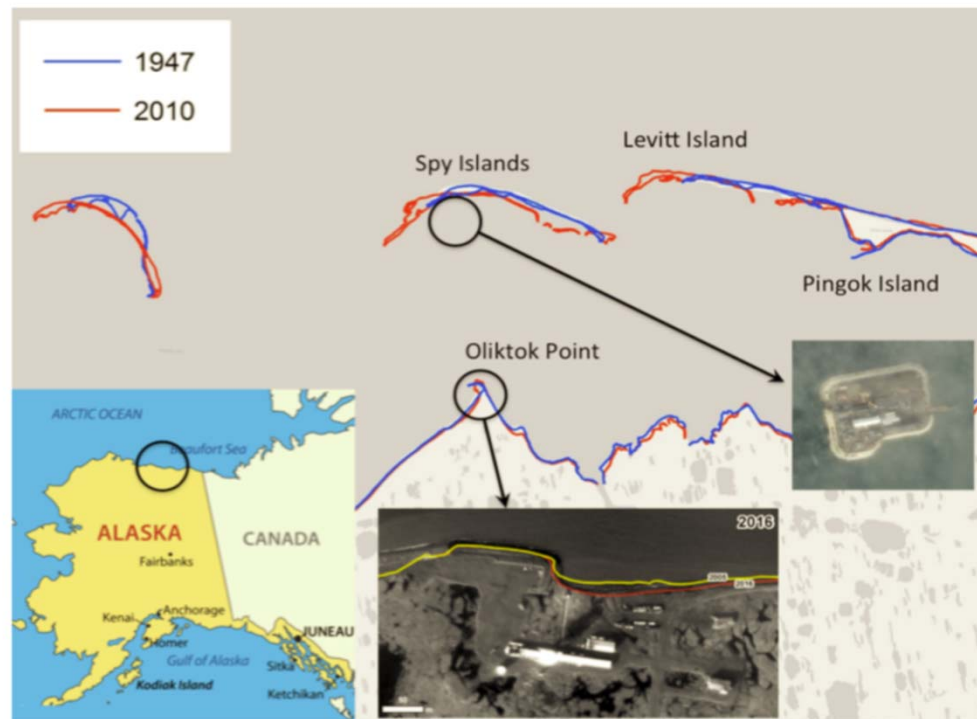 1947
2010
Spy Islands
Levitt Island
Pingok Island
Oliktok Point
ARCTIC OCEAN
Beaufort Sea
ALASKA
CANADA
Fairbanks
Anchorage
Kenai
Homer
JUNEAU
Gulf of Alaska
Sitka
Kodiak Island
Ketchikan
2016
2016